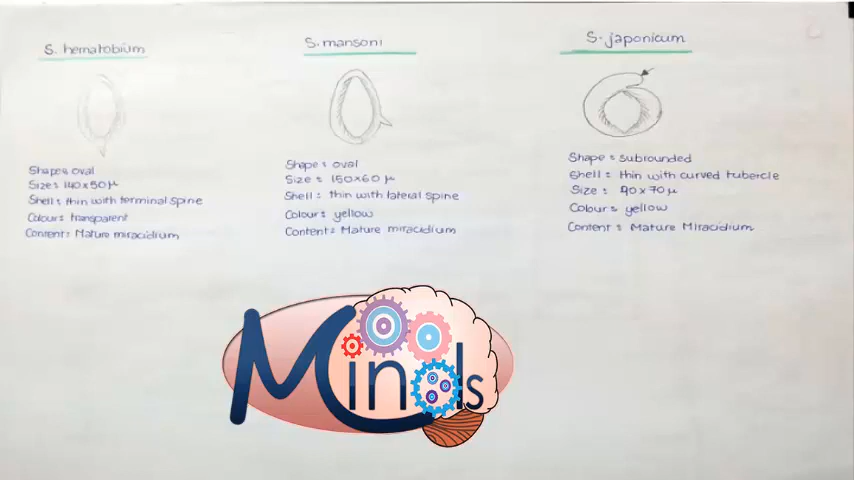 S. hematobium
Shape: oval
Size: 140x50µ
Shell: thin with terminal spine
Colour: transparent
Content: Mature miracidium
S. mansoni
Shape: oval
Size: 150x60 µ
Shell: thin with lateral spine
Colour: yellow
Content: Mature miracidium
S. japonicum
Shape: subrounded
Shell: thin with curved tubercle
Size: 90x70 µ
Colour: yellow
Content: Mature Miracidium
Minds